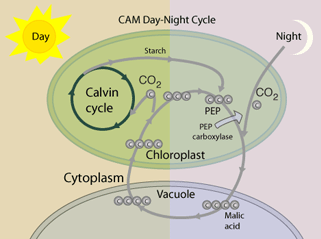 CAM Day-Night Cycle
Day
Night
Starch
CO2
Calvin
cycle
C C C
C C C
CO2
C
C
PEP
PEP
carboxylase
C C C C
Chloroplast
Cytoplasm
Vacuole
C C C C
C C C C
Malic
acid